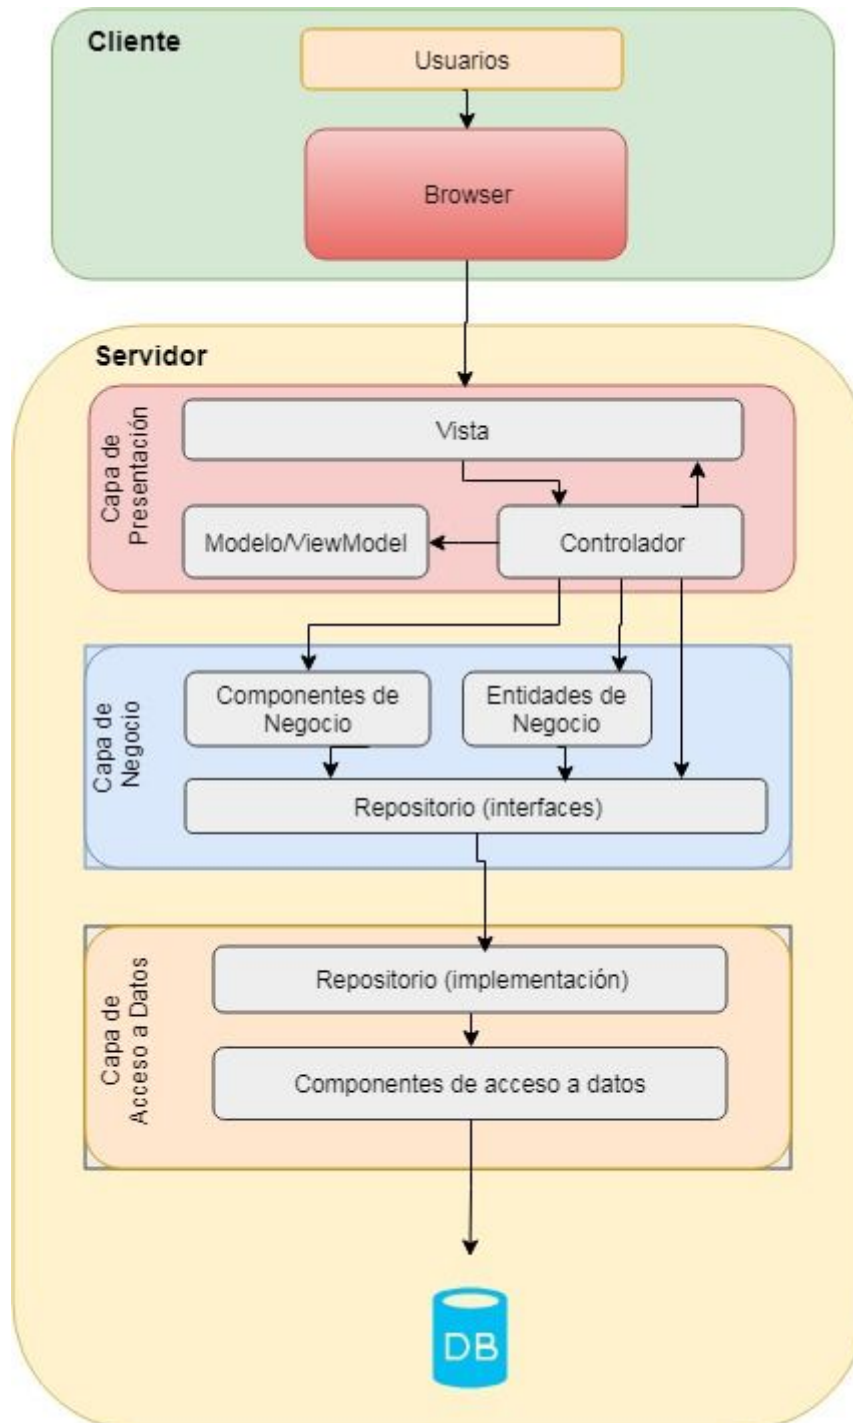 Cliente
Usuarios
Browser
Servidor
Capa de
Presentación
Vista
Modelo/ViewModel
Controlador
Capa de
Negocio
Componentes de
Negocio
Entidades de
Negocio
Repositorio (interfaces)
Capa de
Acceso a Datos
Repositorio (implementación)
Componentes de acceso a datos
DB